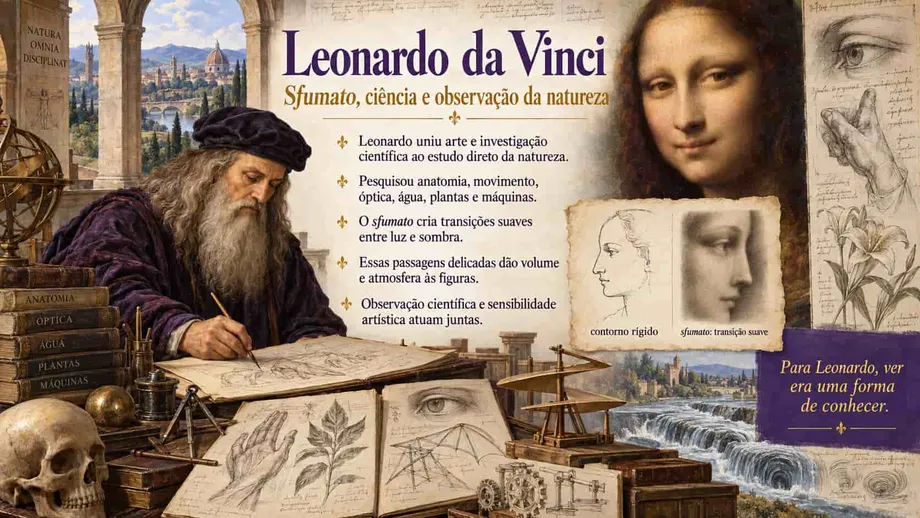 NATURA
OMNIA
DISCIPLINAT
Leonardo da Vinci
Sfumato, ciência e observação da natureza
Leonardo uniu arte e investigação
científica ao estudo direto da natureza.
Pesquisou anatomia, movimento,
óptica, água, plantas e máquinas.
O sfumato cria transições suaves
entre luz e sombra.
Essas passagens delicadas dão volume
e atmosfera às figuras.
Observação científica e sensibilidade
artística atuam juntas.
contorno rígido
sfumato: transição suave
ANATOMIA
ÓPTICA
ÁGUA
PLANTAS
MÁQUINAS
Para Leonardo, ver
era uma forma
de conhecer.